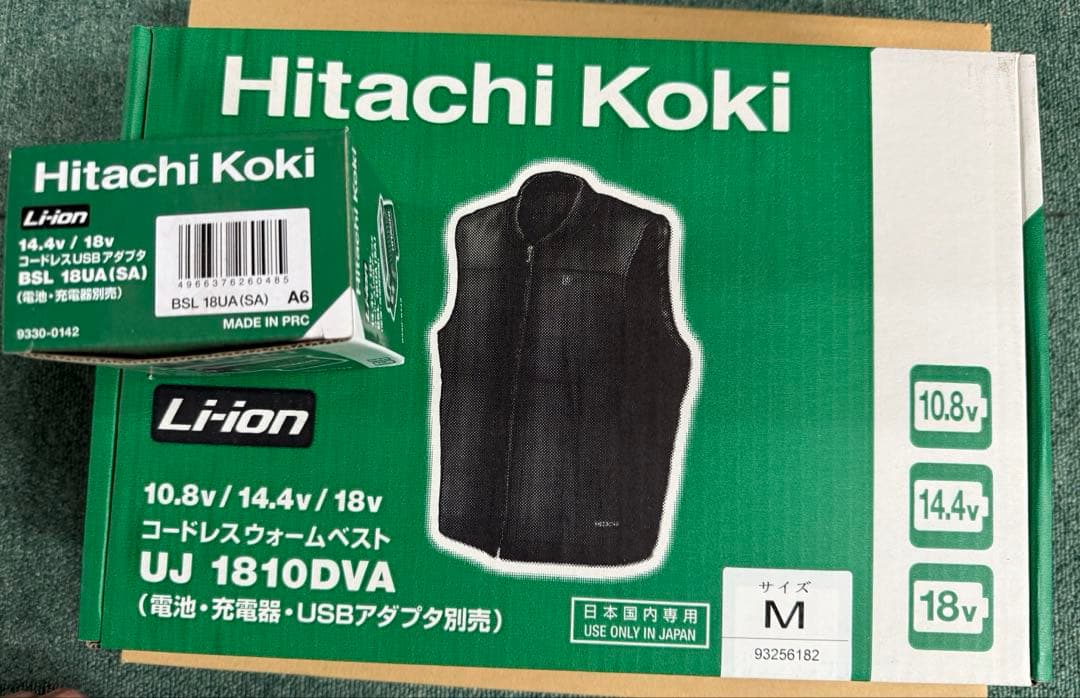 Hitachi Koki
Hitachi Koki
Li-ion
14.4v / 18v
コードレスUSBアダプタ
BSL 18UA(SA)
(電池・充電器別売)
9330-0142
4966376260485
BSL 18UA(SA) A6
MADE IN PRC
Hitachi Koki
Li-ion
10.8v / 14.4v / 18v
コードレスウォームベスト
UJ 1810DVA
(電池・充電器・USBアダプタ別売)
日本国内専用
USE ONLY IN JAPAN
サイズ
M
93256182
10.8v
14.4v
18v
HITACHI